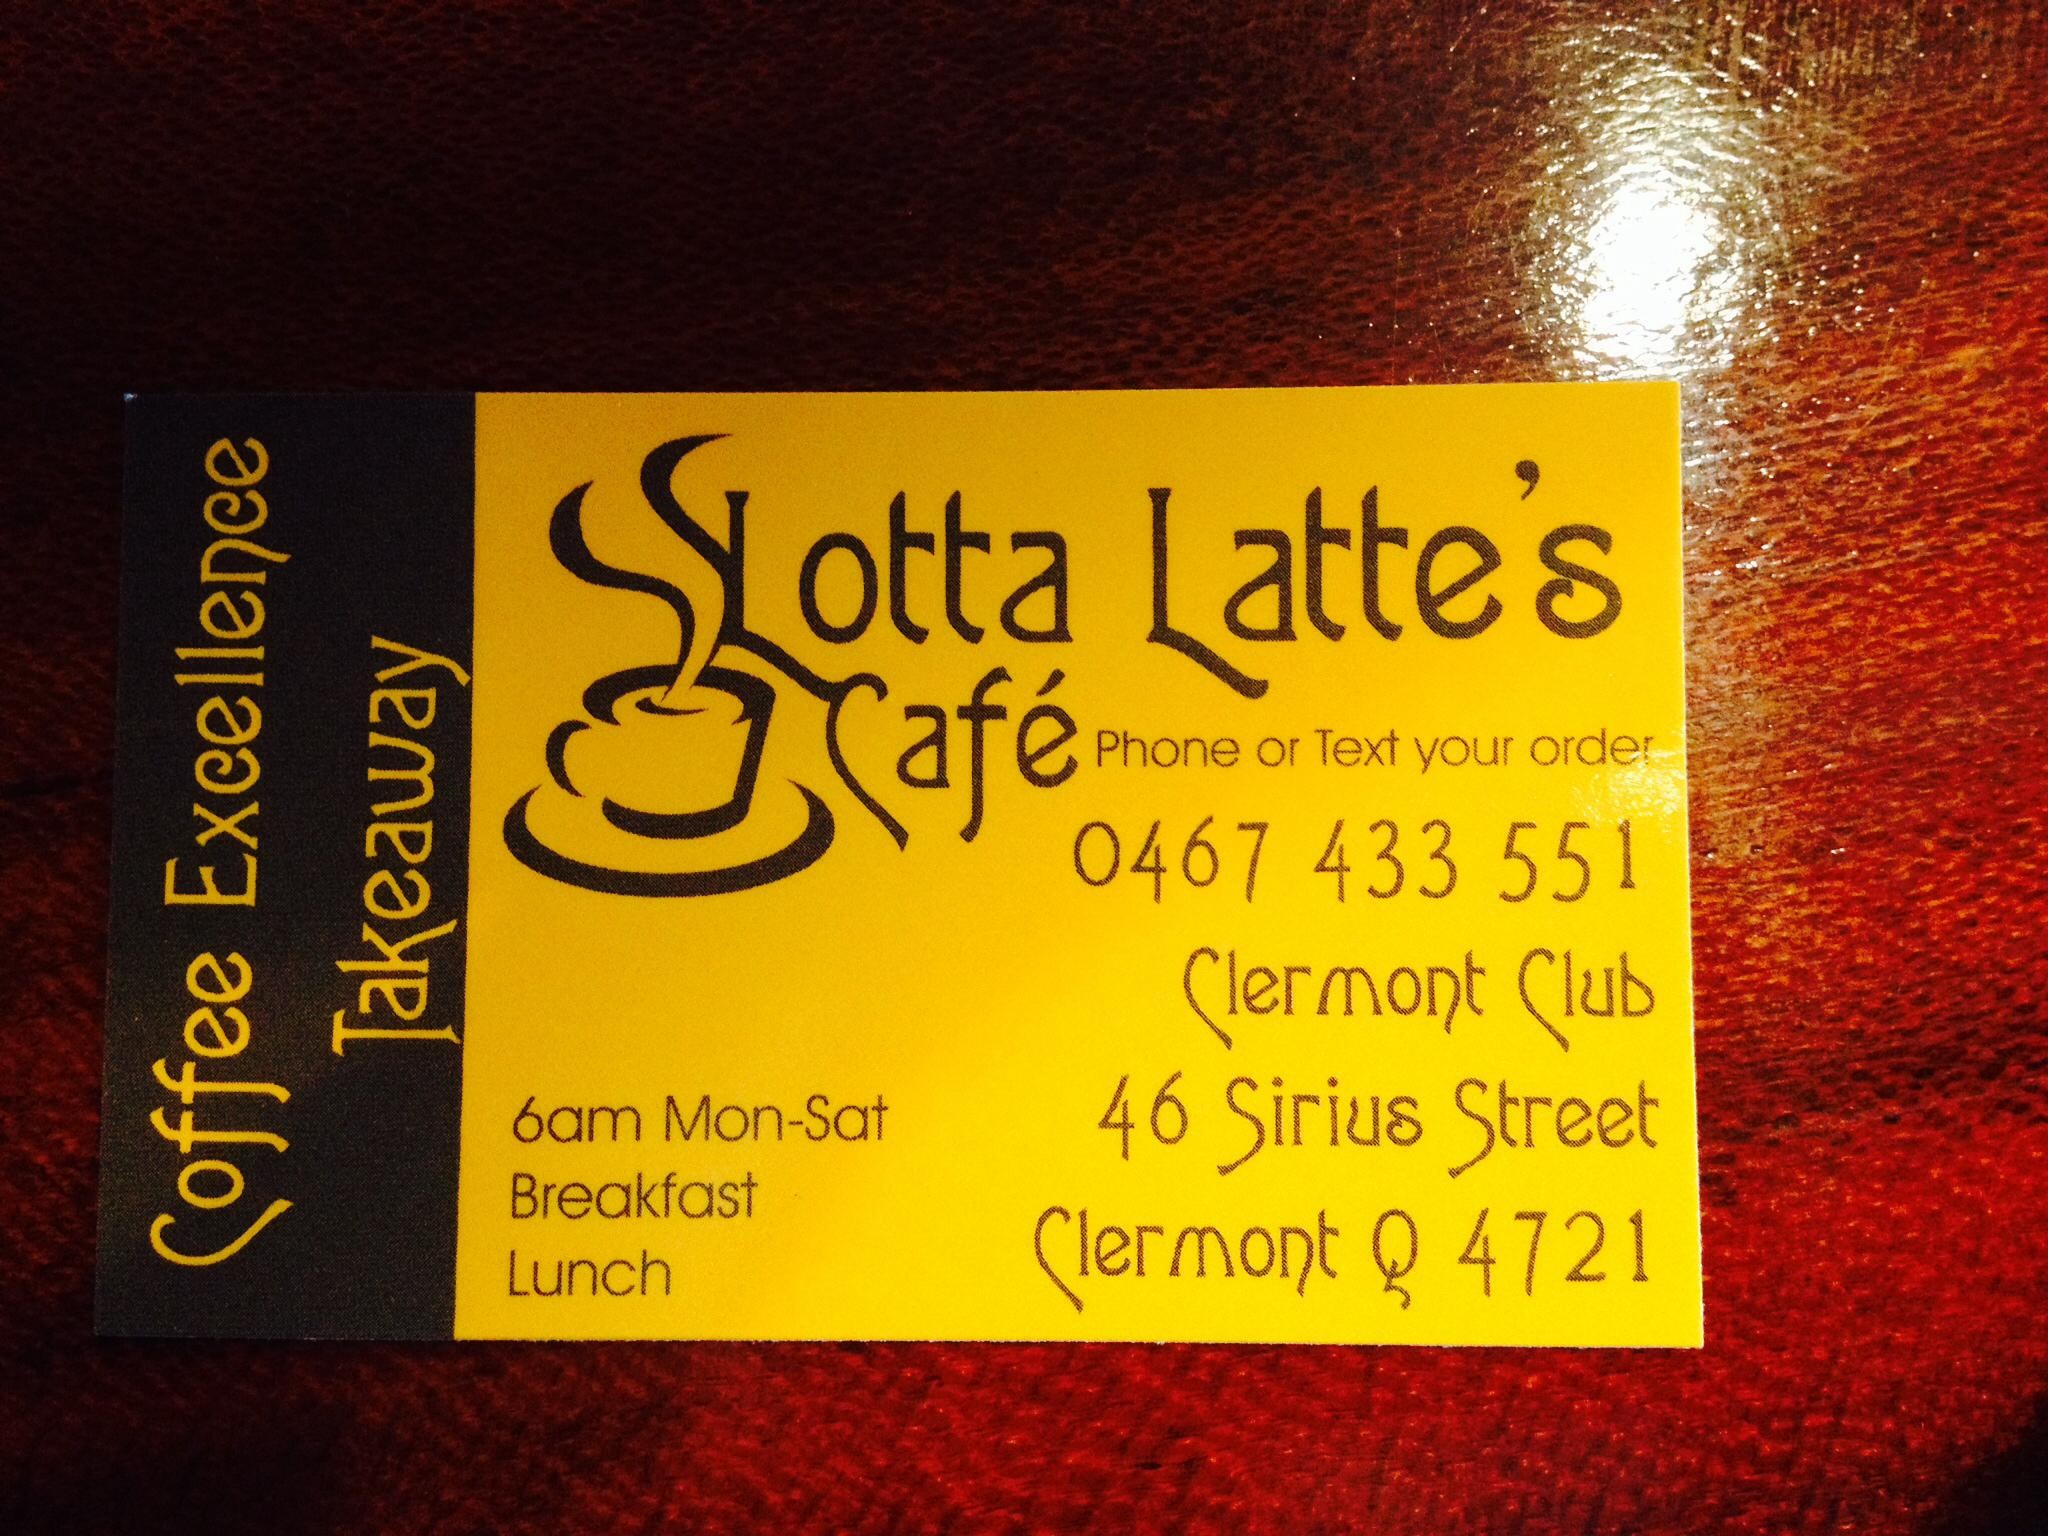 Coffee Excellence
Takeaway
Lotta Latte's
Café
Phone or Text your order
0467 433 551
Clermont Club
46 Sirius Street
Clermont Q 4721
6am Mon-Sat
Breakfast
Lunch